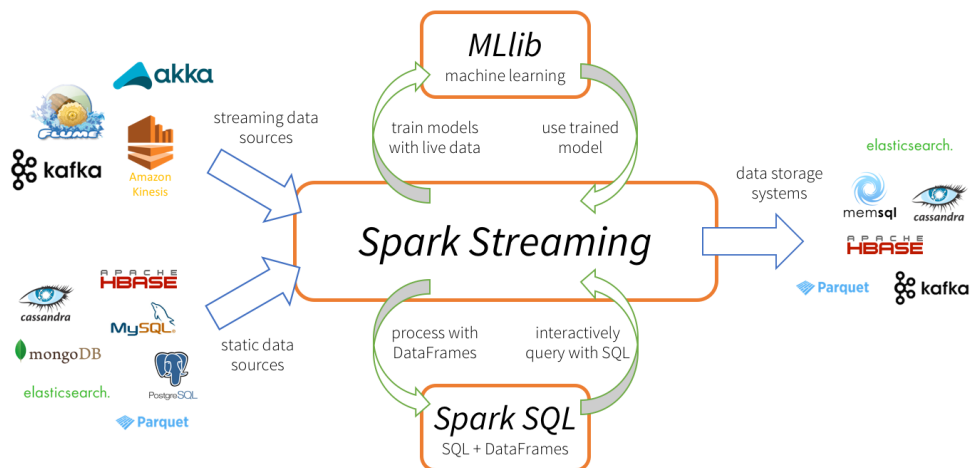 MLlib
machine learning
akka
FLUME
kafka
Amazon
Kinesis
streaming data
sources
train models
with live data
use trained
model
Spark Streaming
data storage
systems
elasticsearch.
memsql
cassandra
APACHE
HBASE
Parquet
kafka
APACHE
HBASE
cassandra
MySQL®
mongoDB
elasticsearch.
PostgreSQL
Parquet
static data
sources
process with
DataFrames
interactively
query with SQL
Spark SQL
SQL + DataFrames